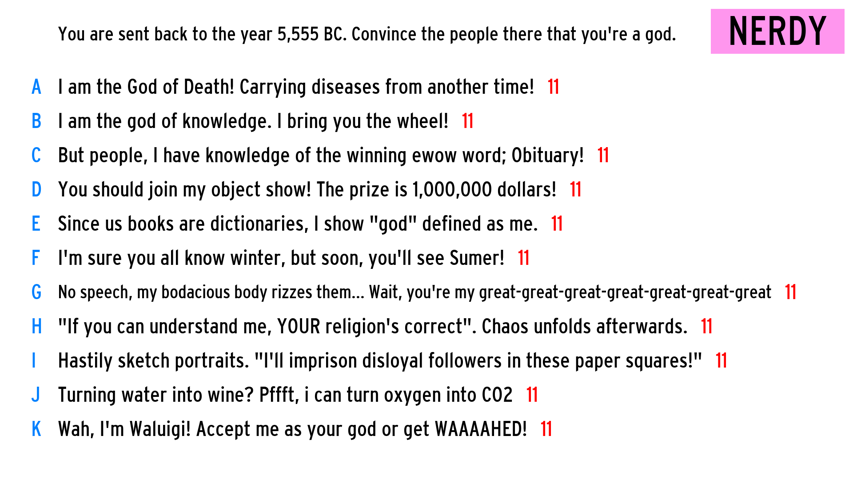 You are sent back to the year 5,555 BC. Convince the people there that you're a god.
NERDY
A I am the God of Death! Carrying diseases from another time! 11
B I am the god of knowledge. I bring you the wheel! 11
C But people, I have knowledge of the winning ewow word; Obituary! 11
D You should join my object show! The prize is 1,000,000 dollars! 11
E Since us books are dictionaries, I show "god" defined as me. 11
F I'm sure you all know winter, but soon, you'll see Sumer! 11
G No speech, my bodacious body rizzes them... Wait, you're my great-great-great-great-great-great-great 11
H "If you can understand me, YOUR religion's correct". Chaos unfolds afterwards. 11
I Hastily sketch portraits. "I'll imprison disloyal followers in these paper squares!" 11
J Turning water into wine? Pffft, i can turn oxygen into CO2 11
K Wah, I'm Waluigi! Accept me as your god or get WAAAAHED! 11